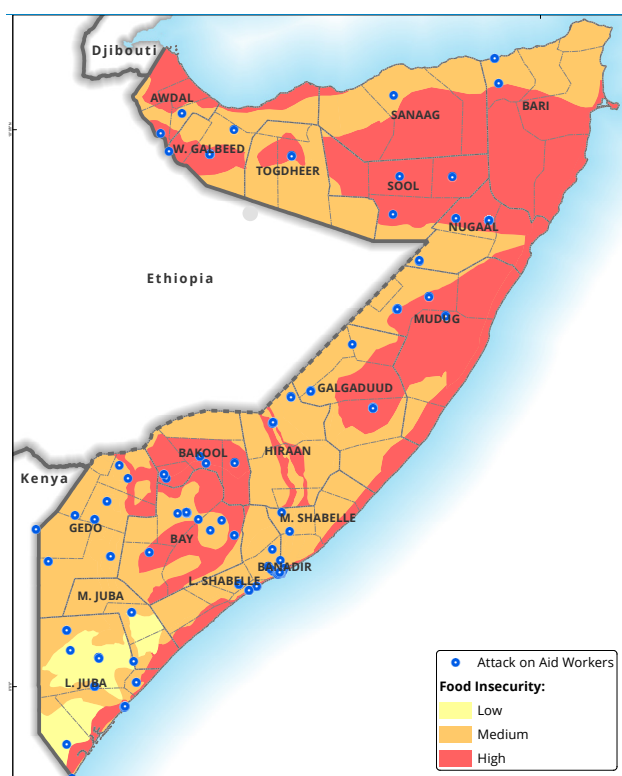 Djibouti
AWDAL
SANAAG
BARI
W. GALBEED
TOGDHEER
SOOL
NUGAAL
Ethiopia
MUDUG
GALGADUUD
HIRAAN
BAKOOL
Kenya
M. SHABELLE
GEDO
BAY
BANADIR
L. SHABELLE
M. JUBA
L. JUBA
Attack on Aid Workers
Food Insecurity:
Low
Medium
High